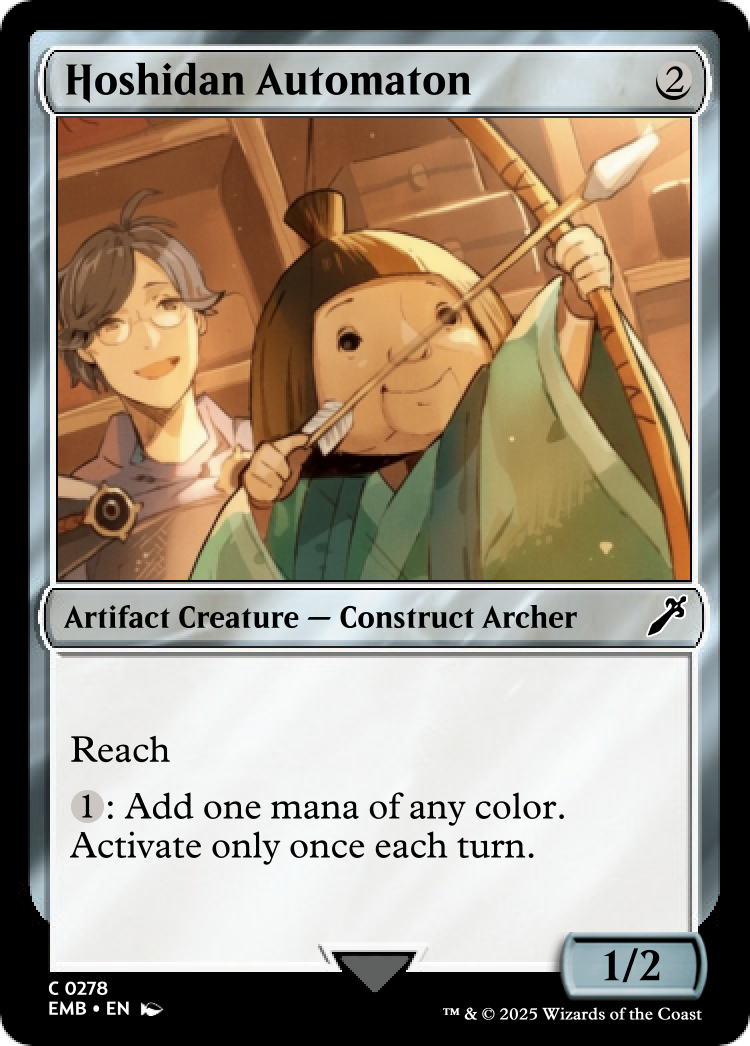 Hoshidan Automaton 2
Artifact Creature — Construct Archer
Reach
1: Add one mana of any color.
Activate only once each turn.
1/2
C 0278
EMB • EN
™ & © 2025 Wizards of the Coast